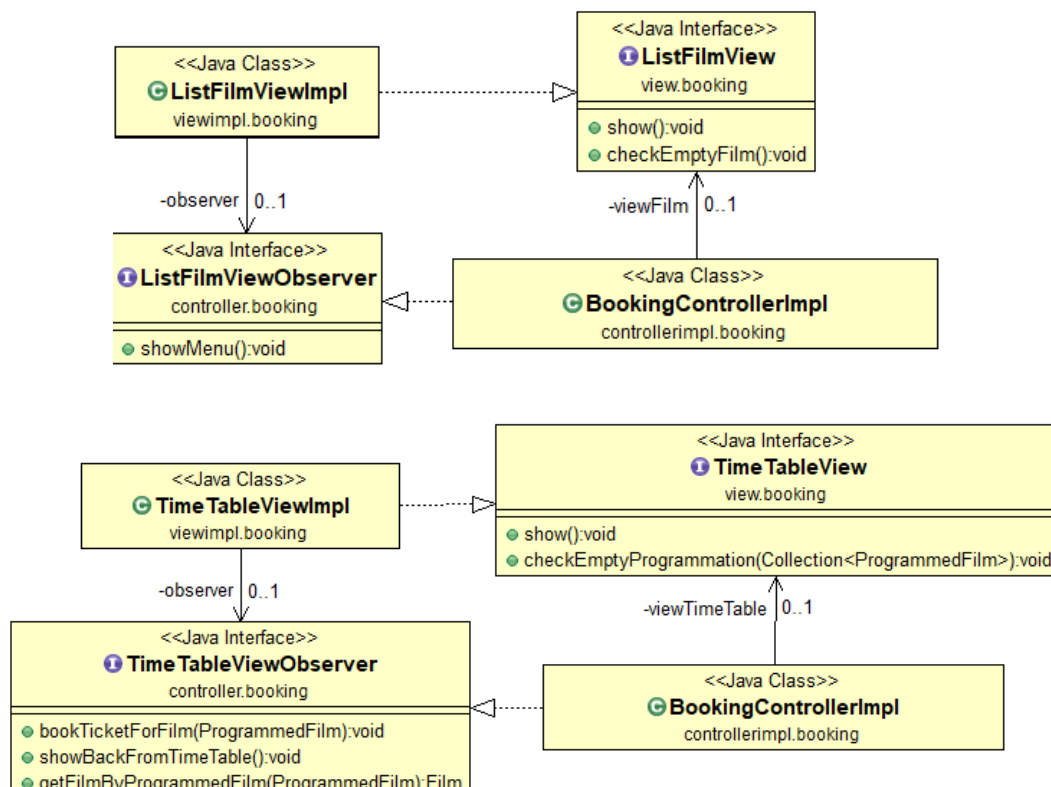 <<Java Class>>
ListFilmViewImpl
viewimpl.booking
<<Java Interface>>
ListFilmView
view.booking
show():void
checkEmptyFilm():void
-observer 0..1
-viewFilm 0..1
<<Java Interface>>
ListFilmViewObserver
controller.booking
showMenu():void
<<Java Class>>
BookingControllerImpl
controllerimpl.booking
<<Java Class>>
TimeTableViewImpl
viewimpl.booking
<<Java Interface>>
TimeTableView
view.booking
show():void
checkEmptyProgrammation(Collection<ProgrammedFilm>):void
-observer 0..1
-viewTimeTable 0..1
<<Java Interface>>
TimeTableViewObserver
controller.booking
bookTicketForFilm(ProgrammedFilm):void
showBackFromTimeTable():void
getFilmByProgrammedFilm(ProgrammedFilm):Film
<<Java Class>>
BookingControllerImpl
controllerimpl.booking